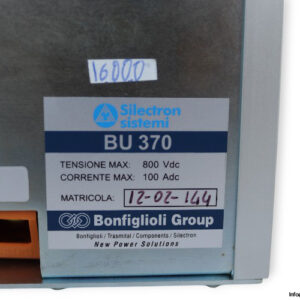 16000
Silectron
sistemi
BU 370
TENSIONE MAX: 800 Vdc
CORRENTE MAX: 100 Adc
MATRICOLA: 12-02-144
Bonfiglioli Group
Bonfiglioli / Trasmital / Components / Silectron
New Power Solutions